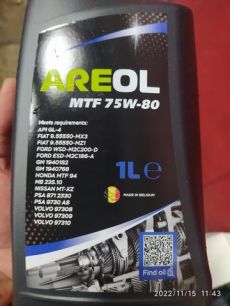 AREOL
MTF 75W-80
Meets requirements:
API GL-4
FIAT 9.55550-MX3
FIAT 9.55550-MZ1
FORD WSD-M2C200-D
FORD ESD-M2C186-A
GM 1940182
GM 1940768
HONDA MTF 94
MB 235.10
NISSAN MT-XZ
PSA B71 2330
PSA 9730 A8
VOLVO 97308
VOLVO 97309
VOLVO 97310
1L e
MADE IN BELGIUM
Find oil
2022/11/15 11:43